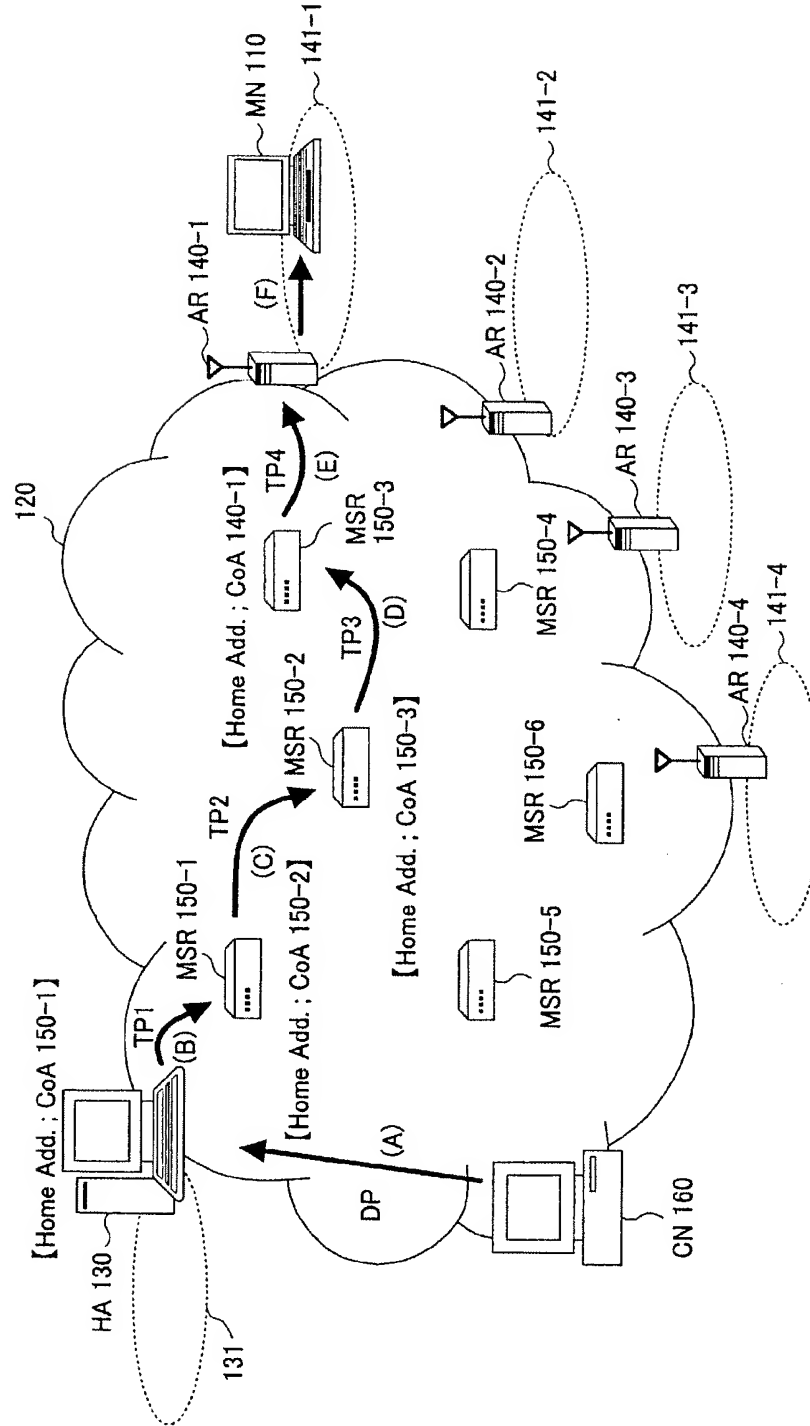 120
【Home Add. ; CoA 150-1】
HA 130
131
TP1
(B)
MSR 150-1
【Home Add. ; CoA 150-2】
TP2
(C)
MSR 150-2
【Home Add. ; CoA 150-3】
TP3
(D)
【Home Add. ; CoA 140-1】
MSR
150-3
TP4
(E)
AR 140-1
(F)
MN 110
141-1
DP
(A)
CN 160
MSR 150-5
MSR 150-6
MSR 150-4
AR 140-2
141-2
AR 140-3
141-3
AR 140-4
141-4